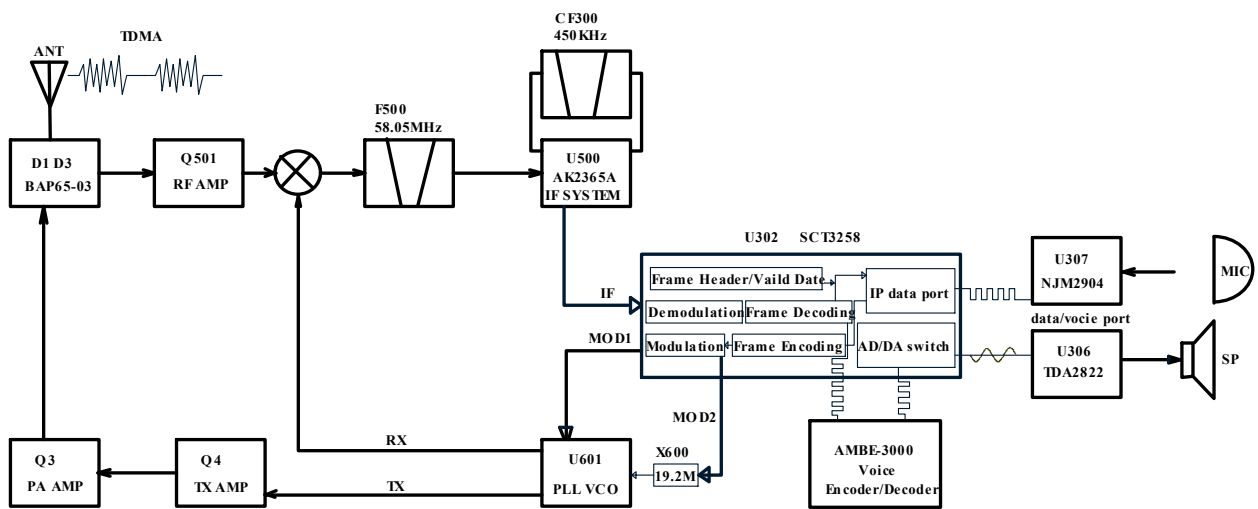 CF300
450KHz
TDMA
ANT
F500
58.05MHz
D1 D3
BAP65-03
Q501
RF AMP
U500
AK2365A
IF SYSTEM
U302 SCT3258
Frame Header/Vaild Date
IP data port
Demodulation
Frame Decoding
Modulation
Frame Encoding
AD/DA switch
IF
MOD1
MOD2
U307
NJM2904
MIC
data/vocie port
U306
TDA2822
SP
RX
TX
Q3
PA AMP
Q4
TX AMP
U601
PLL VCO
X600
19.2M
AMBE-3000
Voice
Encoder/Decoder